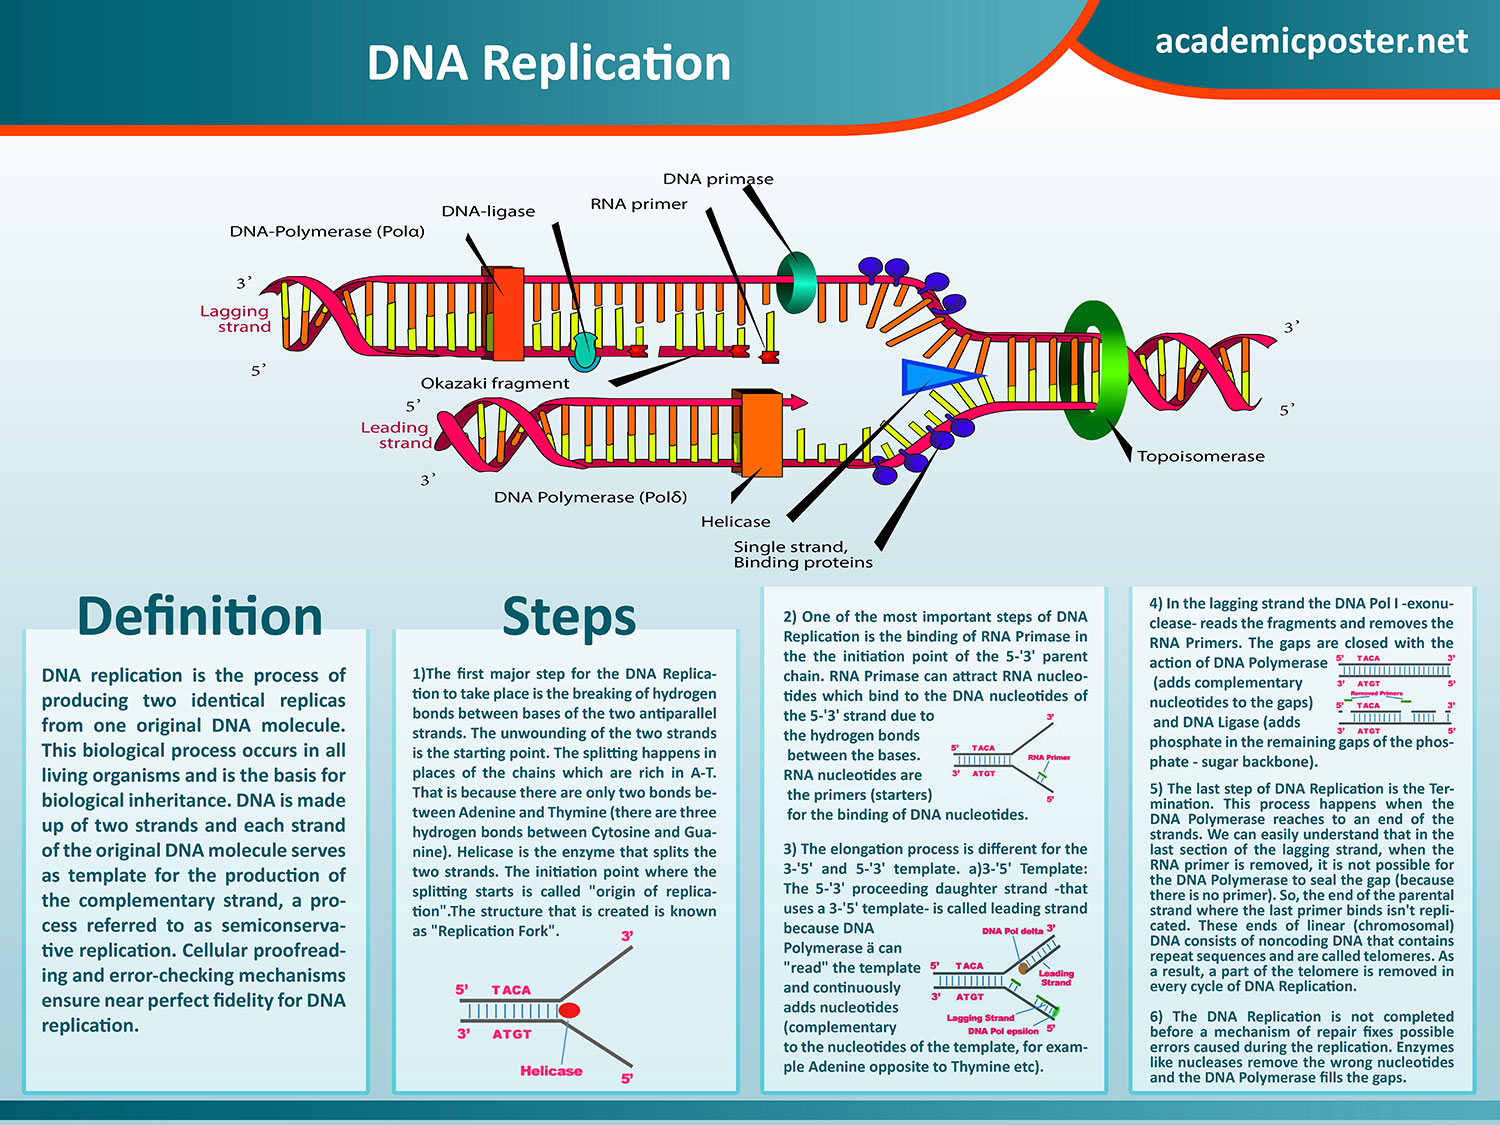 DNA Replication
academicposter.net
DNA primase
RNA primer
DNA-ligase
DNA-Polymerase (Polα)
3’
Lagging
strand
5’
Okazaki fragment
5’
Leading
strand
3’
DNA Polymerase (Polδ)
Helicase
Single strand,
Binding proteins
Topoisomerase
3’
5’
Definition
DNA replication is the process of
producing two identical replicas
from one original DNA molecule.
This biological process occurs in all
living organisms and is the basis for
biological inheritance. DNA is made
up of two strands and each strand
of the original DNA molecule serves
as template for the production of
the complementary strand, a pro-
cess referred to as semiconserva-
tive replication. Cellular proofread-
ing and error-checking mechanisms
ensure near perfect fidelity for DNA
replication.
Steps
1)The first major step for the DNA Replica-
tion to take place is the breaking of hydrogen
bonds between bases of the two antiparallel
strands. The unwounding of the two strands
is the starting point. The splitting happens in
places of the chains which are rich in A-T.
That is because there are only two bonds be-
tween Adenine and Thymine (there are three
hydrogen bonds between Cytosine and Gua-
nine). Helicase is the enzyme that splits the
two strands. The initiation point where the
splitting starts is called "origin of replica-
tion".The structure that is created is known
as "Replication Fork".
3’
5’ TACA
3’ ATGT
Helicase
5’
2) One of the most important steps of DNA
Replication is the binding of RNA Primase in
the the initiation point of the 5-'3' parent
chain. RNA Primase can attract RNA nucleo-
tides which bind to the DNA nucleotides of
the 5-'3' strand due to
the hydrogen bonds
between the bases.
RNA nucleotides are
the primers (starters)
for the binding of DNA nucleotides.
3’
5’ TACA
RNA Primer
3’ ATGT
5’
3) The elongation process is different for the
3-'5' and 5-'3' template. a)3-'5' Template:
The 5-'3' proceeding daughter strand -that
uses a 3-'5' template- is called leading strand
because DNA
Polymerase ä can
"read" the template
and continuously
adds nucleotides
(complementary
to the nucleotides of the template, for exam-
ple Adenine opposite to Thymine etc).
DNA Pol delta 3’
5’ TACA
Leading
Strand
3’ ATGT
Lagging Strand
DNA Pol epsilon 5’
4) In the lagging strand the DNA Pol I -exonu-
clease- reads the fragments and removes the
RNA Primers. The gaps are closed with the
action of DNA Polymerase
(adds complementary
nucleotides to the gaps)
and DNA Ligase (adds
phosphate in the remaining gaps of the phos-
phate - sugar backbone).
5’ TACA 3’
3’ ATGT 5’
Removed Primers
5’ TACA 3’
3’ ATGT 5’
5) The last step of DNA Replication is the Ter-
mination. This process happens when the
DNA Polymerase reaches to an end of the
strands. We can easily understand that in the
last section of the lagging strand, when the
RNA primer is removed, it is not possible for
the DNA Polymerase to seal the gap (because
there is no primer). So, the end of the parental
strand where the last primer binds isn't repli-
cated. These ends of linear (chromosomal)
DNA consists of noncoding DNA that contains
repeat sequences and are called telomeres. As
a result, a part of the telomere is removed in
every cycle of DNA Replication.
6) The DNA Replication is not completed
before a mechanism of repair fixes possible
errors caused during the replication. Enzymes
like nucleases remove the wrong nucleotides
and the DNA Polymerase fills the gaps.